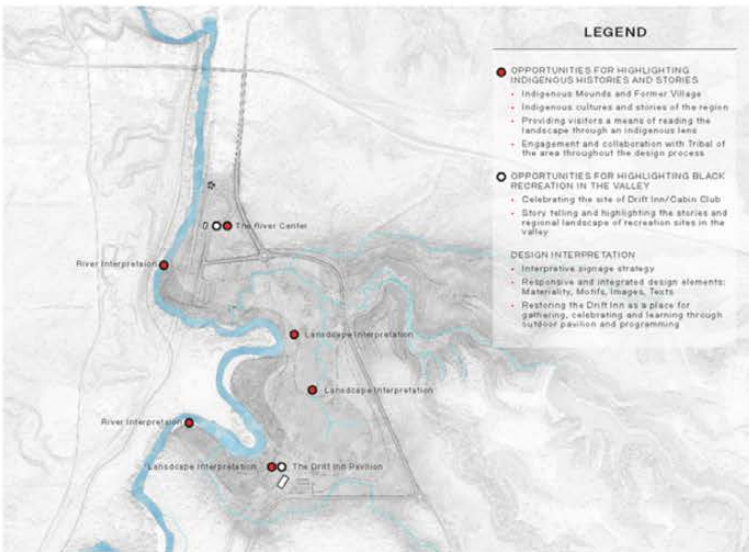 LEGEND
OPPORTUNITIES FOR HIGHLIGHTING
INDIGENOUS HISTORIES AND STORIES
• Indigenous Mounds and Former Village
• Indigenous cultures and stories of the region
• Providing visitors a means of reading the
landscape through an indigenous lens
• Engagement and collaboration with Tribal of
the area throughout the design process
OPPORTUNITIES FOR HIGHLIGHTING BLACK
RECREATION IN THE VALLEY
• Celebrating the site of Drift Inn/Cabin Club
• Story telling and highlighting the stories and
regional landscape of recreation sites in the
valley
DESIGN INTERPRETATION
• Interpretive signage strategy
• Responsive and integrated design elements:
Materiality, Motifs, Images, Texts
• Restoring the Drift Inn as a place for
gathering, celebrating and learning through
outdoor pavilion and programming
The River Center
River Interpretaion
Lansdcape Interpretation
Lansdcape Interpretation
River Interpretaion
Lansdcape Interpretation
The Drift Inn Pavilion